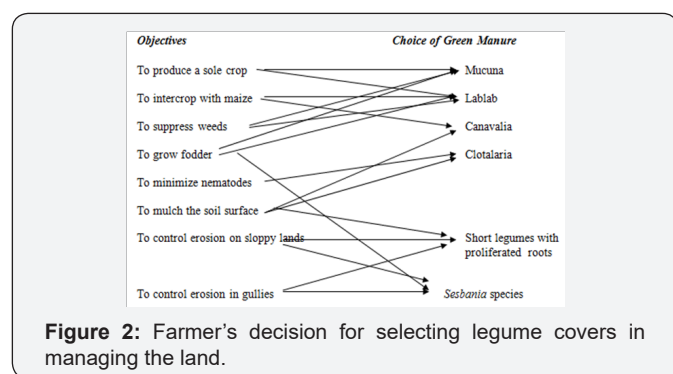 Objectives Choice of Green Manure
To produce a sole crop Mucuna
To intercrop with maize Lablab
To suppress weeds Canavalia
To grow fodder Clotalaria
To minimize nematodes
To mulch the soil surface
To control erosion on sloppy lands Short legumes with
proliferated roots
To control erosion in gullies Sesbania species
Figure 2: Farmer's decision for selecting legume covers in
managing the land.